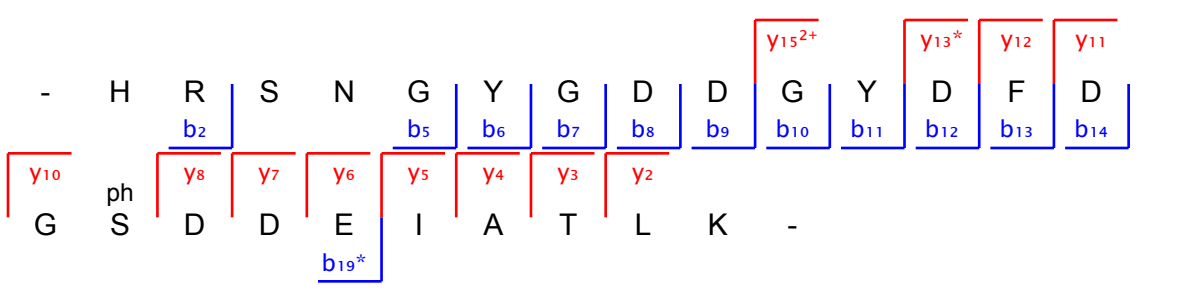 y15²⁺ y13* y12 y11
- H R S N G Y G D D G Y D F D
b2 b5 b6 b7 b8 b9 b10 b11 b12 b13 b14
y10 y8 y7 y6 y5 y4 y3 y2
ph
G S D D E I A T L K -
b19*